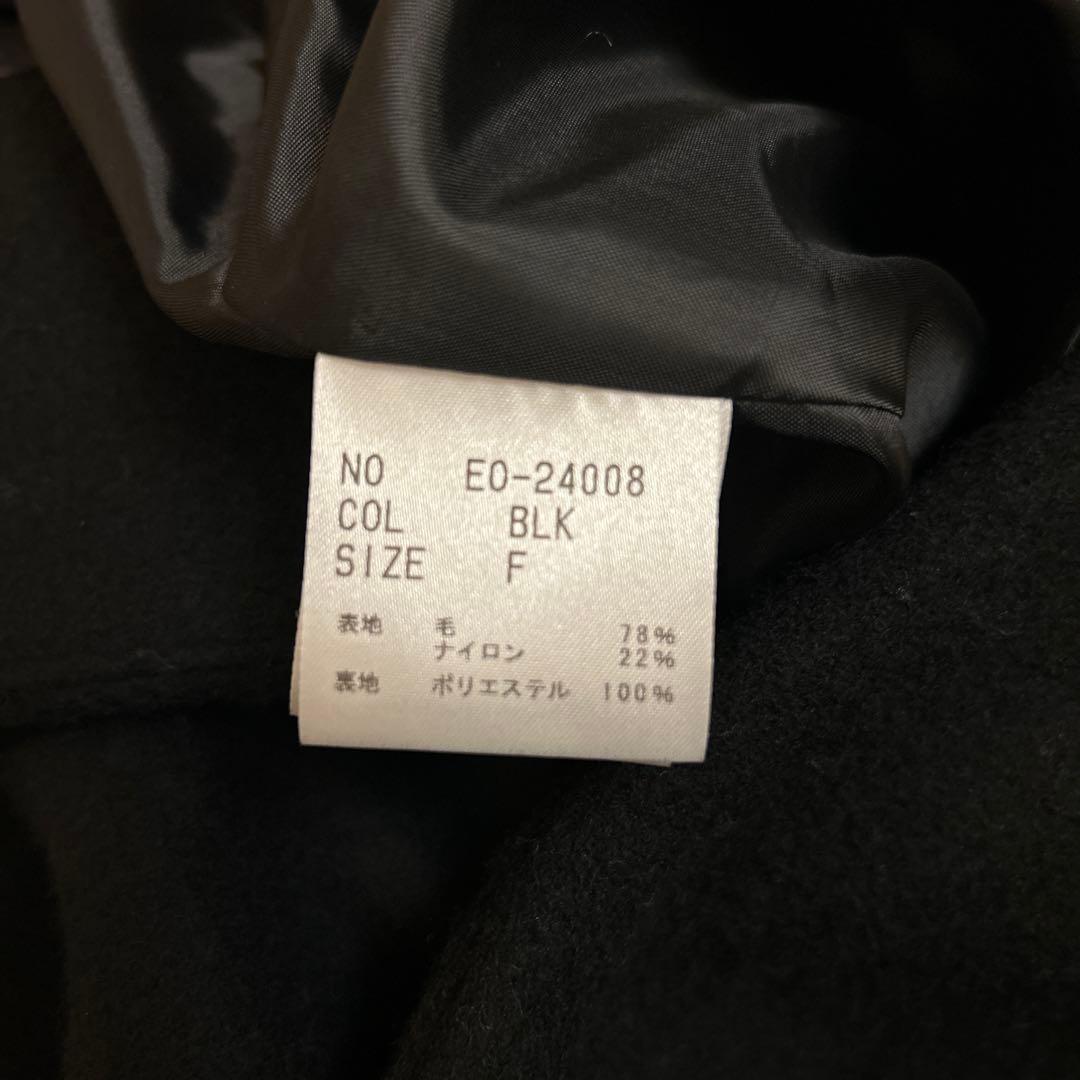 NO EO-24008
COL BLK
SIZE F
表地 毛 78%
ナイロン 22%
裏地 ポリエステル 100%